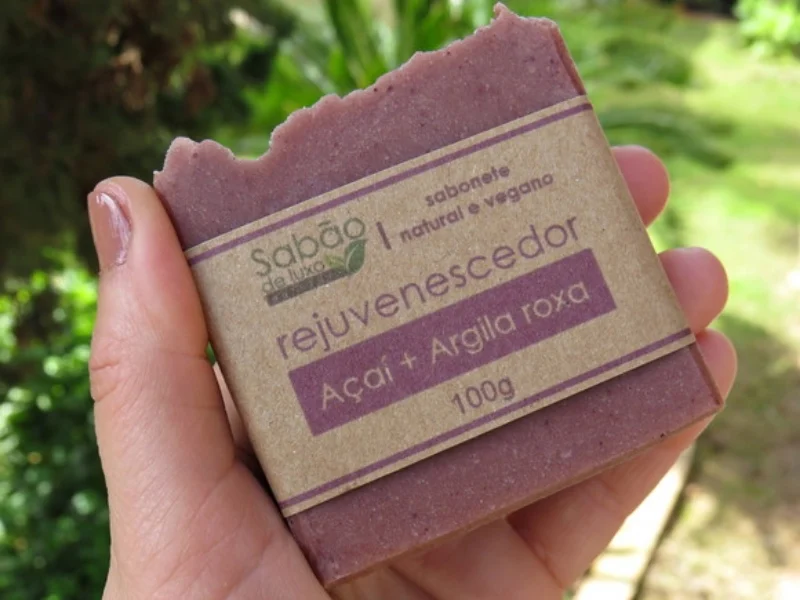 Sabão
de luxo
sabonete
natural e vegano
rejuvenescedor
Açaí + Argila roxa
100g